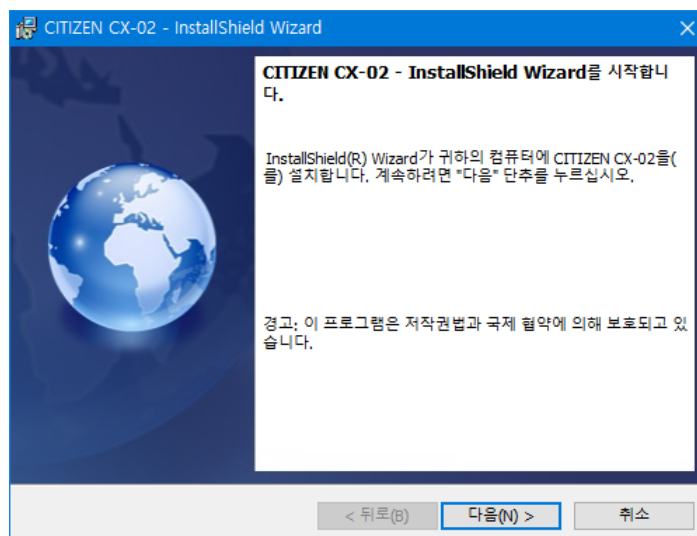 CITIZEN CX-02 - InstallShield Wizard
CITIZEN CX-02 - InstallShield Wizard를 시작합니
다.
InstallShield(R) Wizard가 귀하의 컴퓨터에 CITIZEN CX-02을(
를) 설치합니다. 계속하려면 "다음" 단추를 누르십시오.
경고: 이 프로그램은 저작권법과 국제 협약에 의해 보호되고 있
습니다.
< 뒤로(B)
다음(N) >
취소